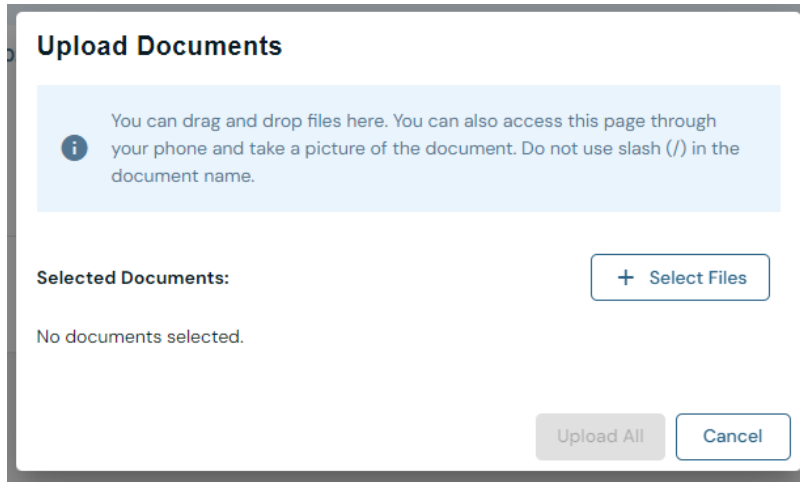 Upload Documents
You can drag and drop files here. You can also access this page through
your phone and take a picture of the document. Do not use slash (/) in the
document name.
Selected Documents:
+ Select Files
No documents selected.
Upload All
Cancel